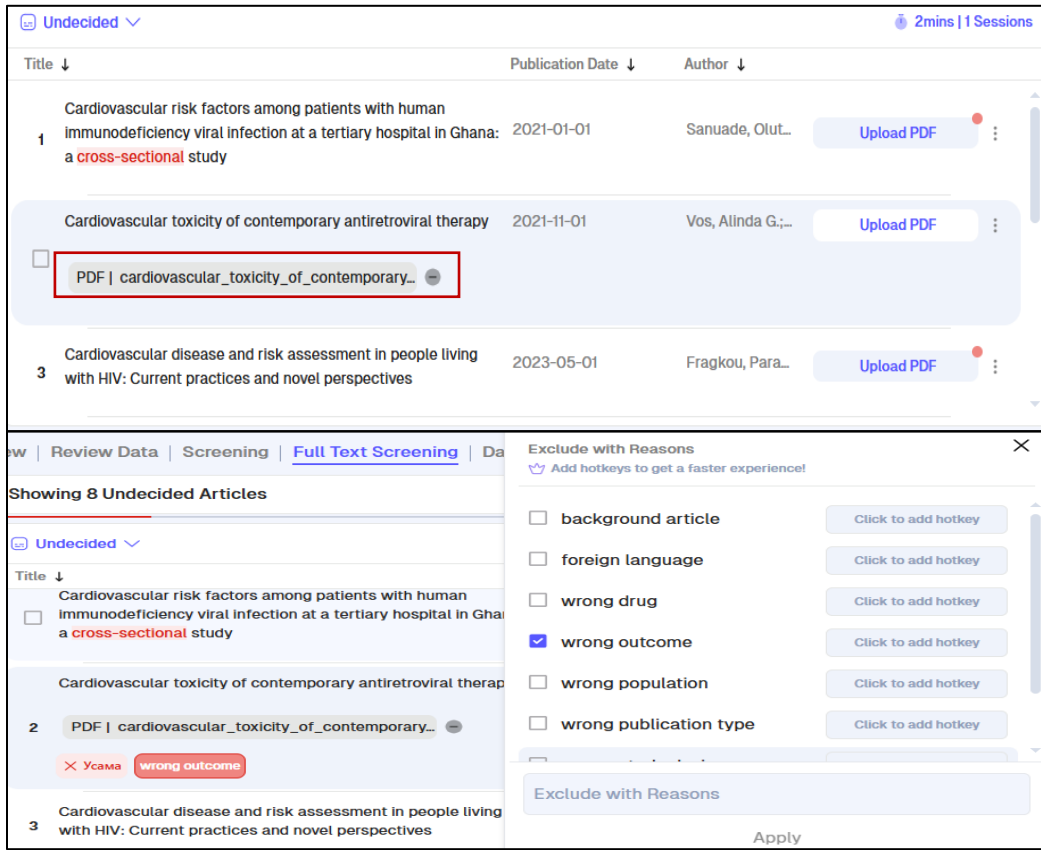 Undecided
2mins | 1 Sessions
Title ↓ Publication Date ↓ Author ↓
Cardiovascular risk factors among patients with human
1 immunodeficiency viral infection at a tertiary hospital in Ghana: 2021-01-01 Sanuade, Olut... Upload PDF
a cross-sectional study
Cardiovascular toxicity of contemporary antiretroviral therapy 2021-11-01 Vos, Alinda G.;... Upload PDF
PDF | cardiovascular_toxicity_of_contemporary...
Cardiovascular disease and risk assessment in people living 2023-05-01 Fragkou, Para... Upload PDF
3 with HIV: Current practices and novel perspectives
ew | Review Data | Screening | Full Text Screening | Da
Showing 8 Undecided Articles
Undecided
Title ↓
Cardiovascular risk factors among patients with human
immunodeficiency viral infection at a tertiary hospital in Ghan
a cross-sectional study
Cardiovascular toxicity of contemporary antiretroviral therap
2 PDF | cardiovascular_toxicity_of_contemporary...
Усама wrong outcome
Cardiovascular disease and risk assessment in people living
3 with HIV: Current practices and novel perspectives
Exclude with Reasons
Add hotkeys to get a faster experience!
background article Click to add hotkey
foreign language Click to add hotkey
wrong drug Click to add hotkey
wrong outcome Click to add hotkey
wrong population Click to add hotkey
wrong publication type Click to add hotkey
Exclude with Reasons
Apply